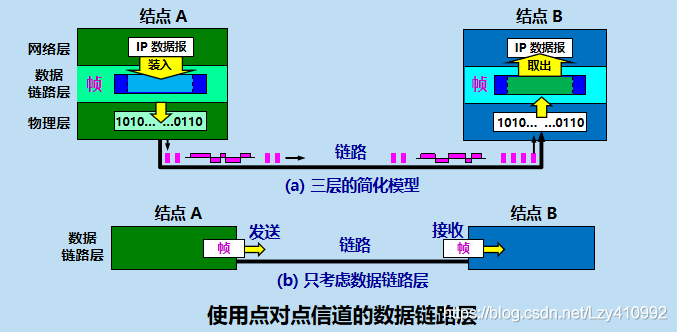 结点 A
结点 B
网络层
IP 数据报
IP 数据报
装入
取出
数据
链路层
帧
帧
物理层
1010... ...0110
1010... ...0110
链路
(a) 三层的简化模型
结点 A
结点 B
数据
链路层
发送
链路
接收
帧
帧
(b) 只考虑数据链路层
使用点对点信道的数据链路层
https://blog.csdn.net/Lzy410992